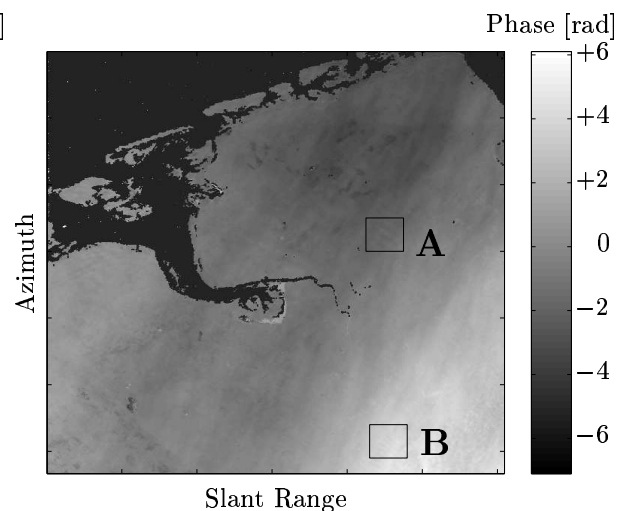 ]
Phase [rad]
+6
+4
+2
0
−2
−4
−6
A
B
Azimuth
Slant Range